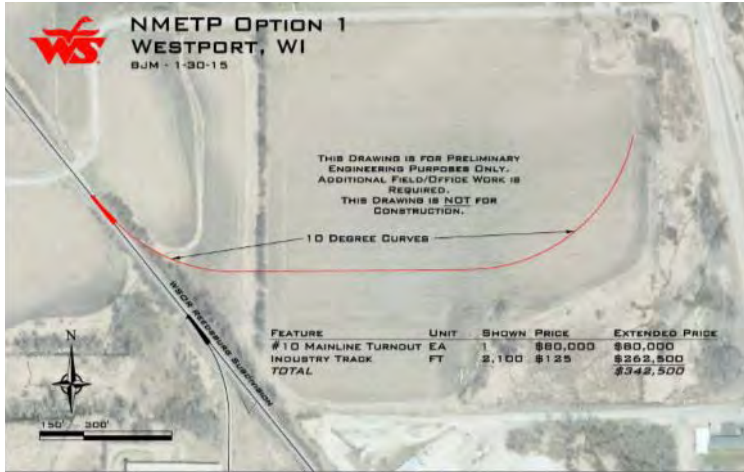 NMETP OPTION 1
WESTPORT, WI
BJM - 1-30-15
WS
THIS DRAWING IS FOR PRELIMINARY
ENGINEERING PURPOSES ONLY.
ADDITIONAL FIELD/OFFICE WORK IS
REQUIRED.
THIS DRAWING IS NOT FOR
CONSTRUCTION.
10 DEGREE CURVES
WSOR REEDSBURG SUBDIVISION
FEATURE UNIT SHOWN PRICE EXTENDED PRICE
#10 MAINLINE TURNOUT EA 1 $80,000 $80,000
INDUSTRY TRACK FT 2,100 $125 $262,500
TOTAL $342,500
N
150' 300'